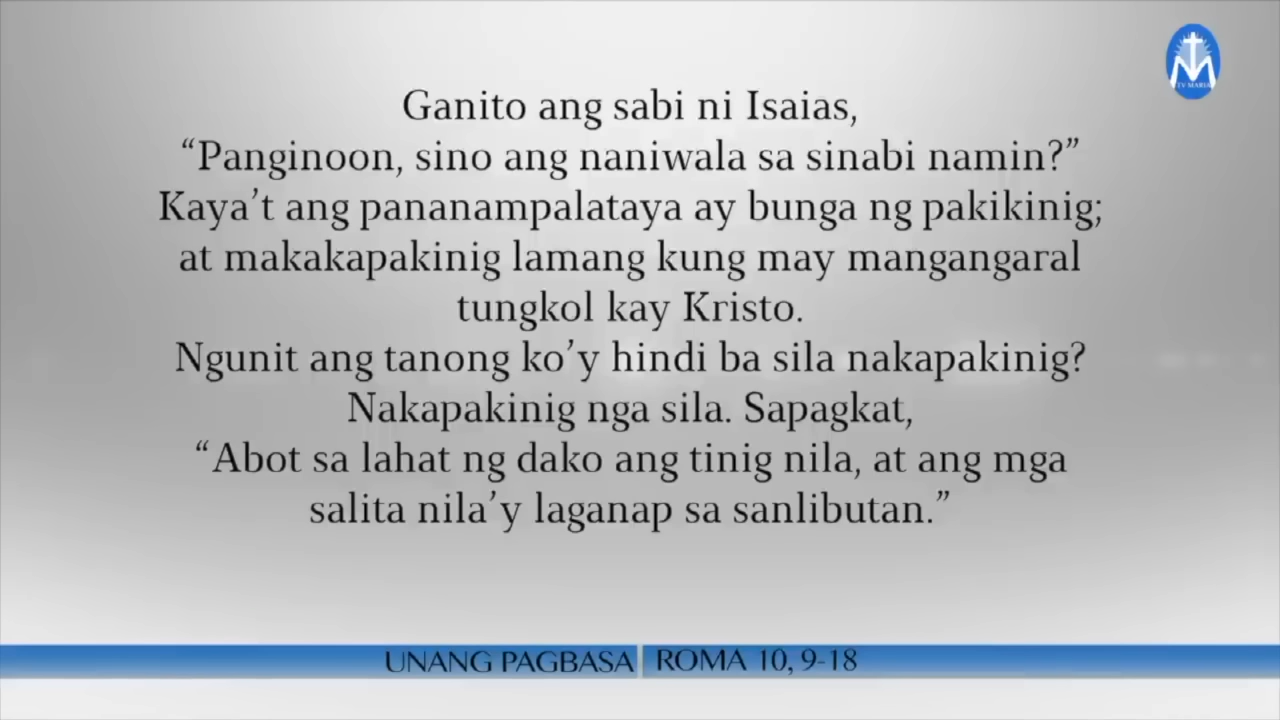 TV MARIA
Ganito ang sabi ni Isaias,
“Panginoon, sino ang naniwala sa sinabi namin?”
Kaya’t ang pananampalataya ay bunga ng pakikinig;
at makakapakinig lamang kung may mangangaral
tungkol kay Kristo.
Ngunit ang tanong ko’y hindi ba sila nakapakinig?
Nakapakinig nga sila. Sapagkat,
“Abot sa lahat ng dako ang tinig nila, at ang mga
salita nila’y laganap sa sanlibutan.”
UNANG PAGBASA ROMA 10, 9-18